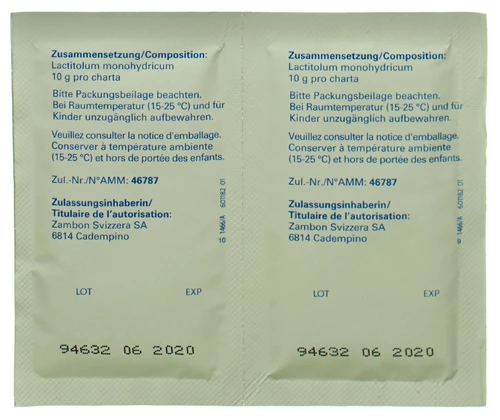 Zusammensetzung/Composition:
Lactitolum monohydricum
10 g pro charta
Bitte Packungsbeilage beachten.
Bei Raumtemperatur (15-25 °C) und für
Kinder unzugänglich aufbewahren.
Veuillez consulter la notice d'emballage.
Conserver à température ambiante
(15-25 °C) et hors de portée des enfants.
Zul.-Nr./N°AMM: 46787
Zulassungsinhaberin/
Titulaire de l'autorisation:
Zambon Svizzera SA
6814 Cadempino
LOT EXP
94632 06 2020
Zusammensetzung/Composition:
Lactitolum monohydricum
10 g pro charta
Bitte Packungsbeilage beachten.
Bei Raumtemperatur (15-25 °C) und für
Kinder unzugänglich aufbewahren.
Veuillez consulter la notice d'emballage.
Conserver à température ambiante
(15-25 °C) et hors de portée des enfants.
Zul.-Nr./N°AMM: 46787
Zulassungsinhaberin/
Titulaire de l'autorisation:
Zambon Svizzera SA
6814 Cadempino
LOT EXP
94632 06 2020